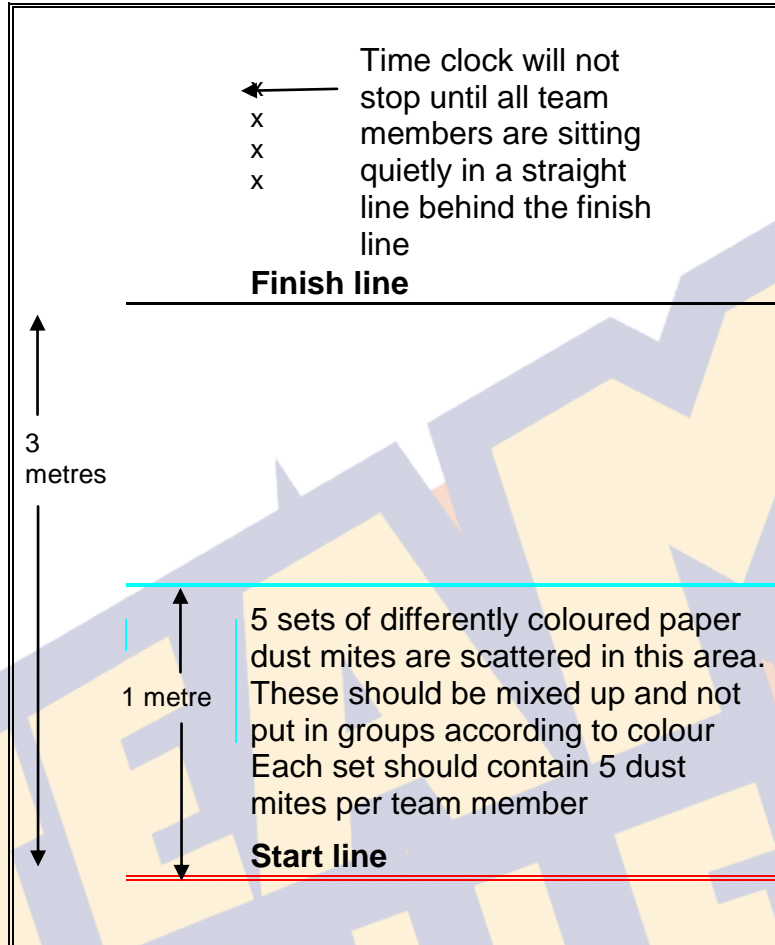 Time clock will not
stop until all team
members are sitting
quietly in a straight
line behind the finish
line
x
x
x
x
Finish line
3
metres
5 sets of differently coloured paper
dust mites are scattered in this area.
These should be mixed up and not
put in groups according to colour
Each set should contain 5 dust
mites per team member
1 metre
Start line